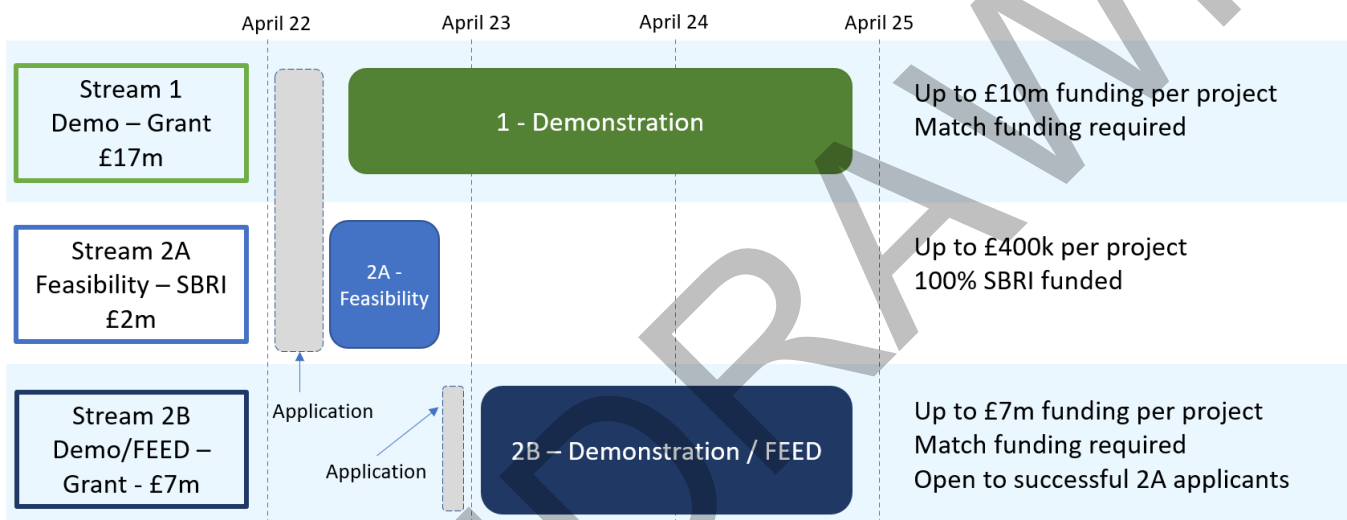 April 22
April 23
April 24
April 25
Stream 1
Demo – Grant
£17m
1 - Demonstration
Up to £10m funding per project
Match funding required
Stream 2A
Feasibility – SBRI
£2m
2A -
Feasibility
Up to £400k per project
100% SBRI funded
Application
Stream 2B
Demo/FEED –
Grant - £7m
Application
2B – Demonstration / FEED
Up to £7m funding per project
Match funding required
Open to successful 2A applicants
DRAW